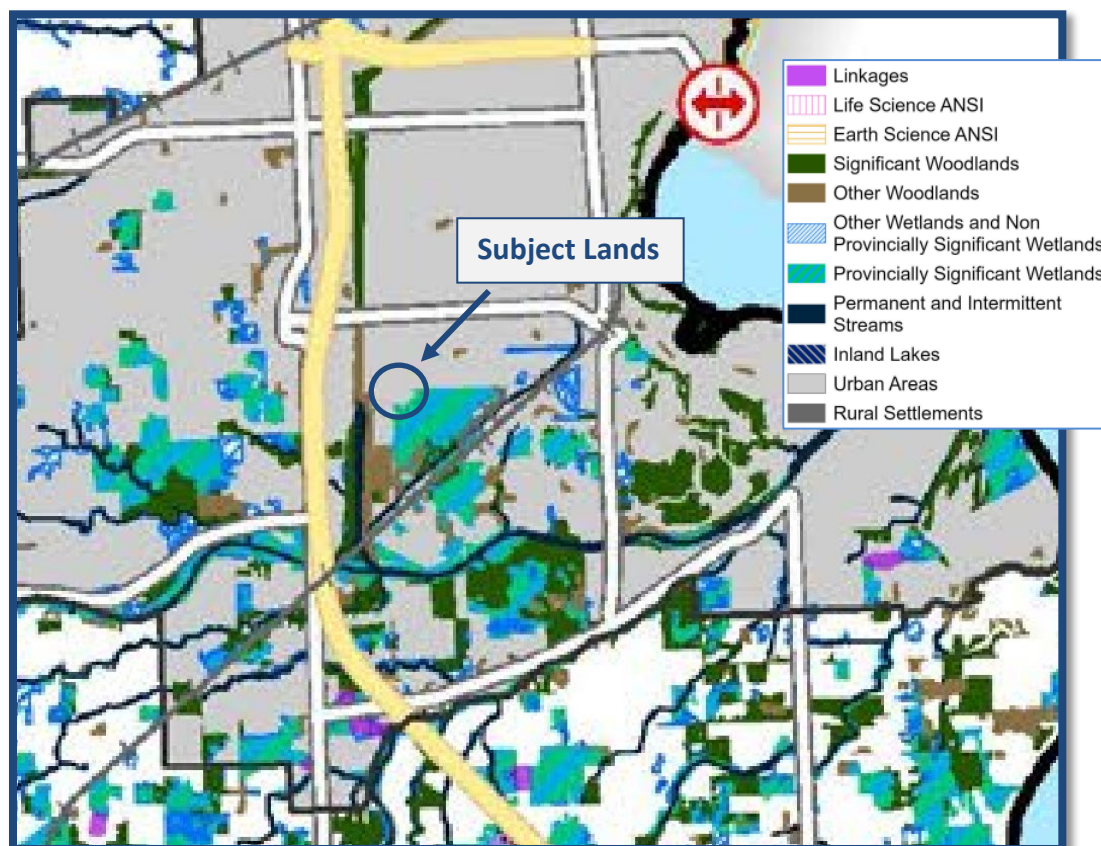 Subject Lands
Linkages
Life Science ANSI
Earth Science ANSI
Significant Woodlands
Other Woodlands
Other Wetlands and Non
Provincially Significant Wetlands
Provincially Significant Wetlands
Permanent and Intermittent
Streams
Inland Lakes
Urban Areas
Rural Settlements